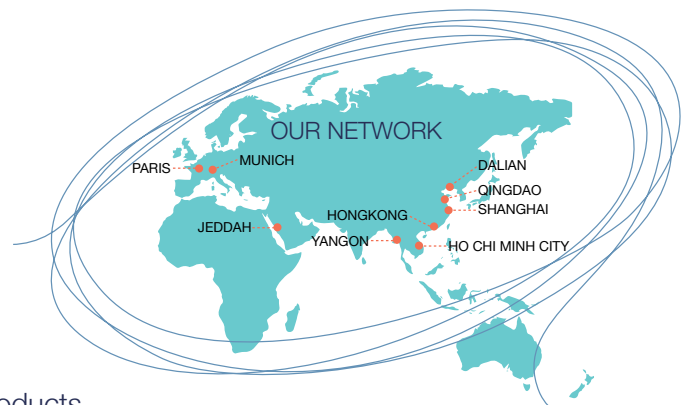 OUR NETWORK
PARIS
MUNICH
DALIAN
QINGDAO
SHANGHAI
HONGKONG
JEDDAH
YANGON
HO CHI MINH CITY